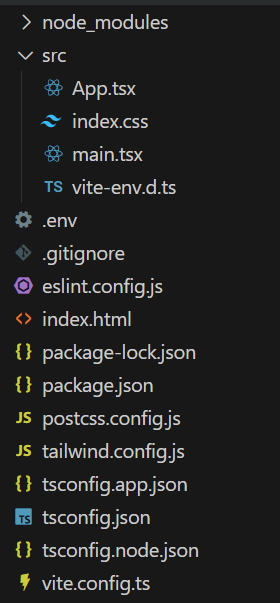 node_modules
src
App.tsx
index.css
main.tsx
TS vite-env.d.ts
.env
.gitignore
eslint.config.js
<> index.html
{} package-lock.json
{} package.json
JS postcss.config.js
JS tailwind.config.js
{} tsconfig.app.json
TS tsconfig.json
{} tsconfig.node.json
vite.config.ts